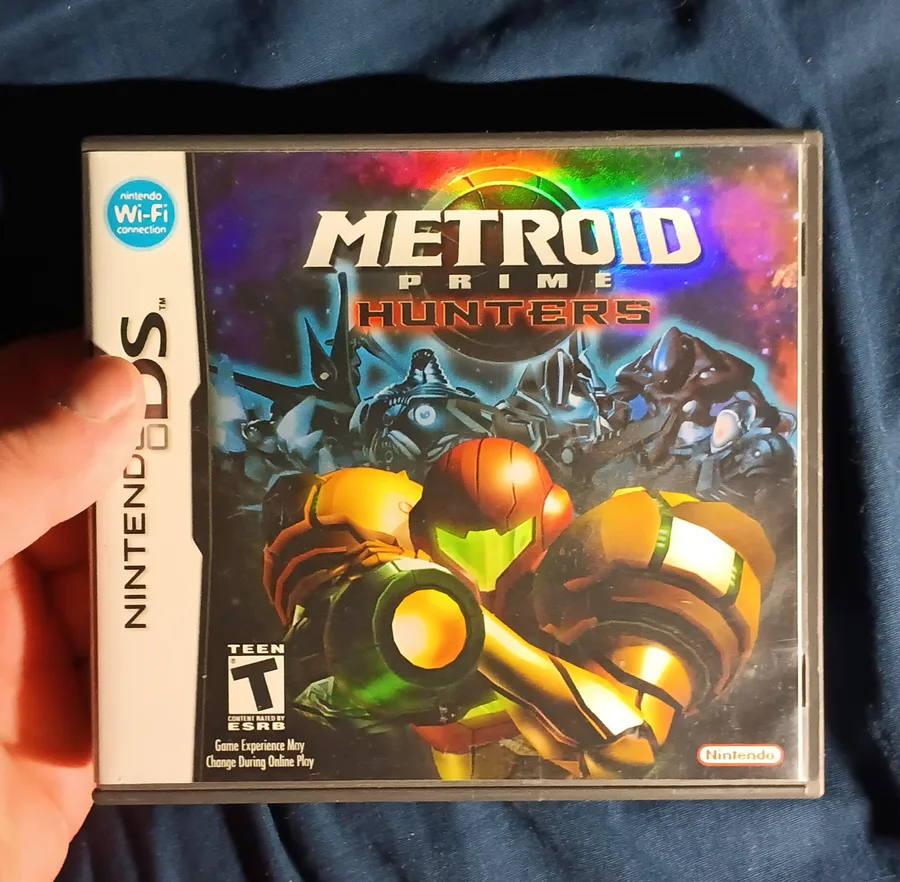 nintendo
Wi-Fi
connection
NINTENDO DS™
METROID
PRIME
HUNTERS
TEEN
T
®
CONTENT RATED BY
ESRB
Game Experience May
Change During Online Play
Nintendo